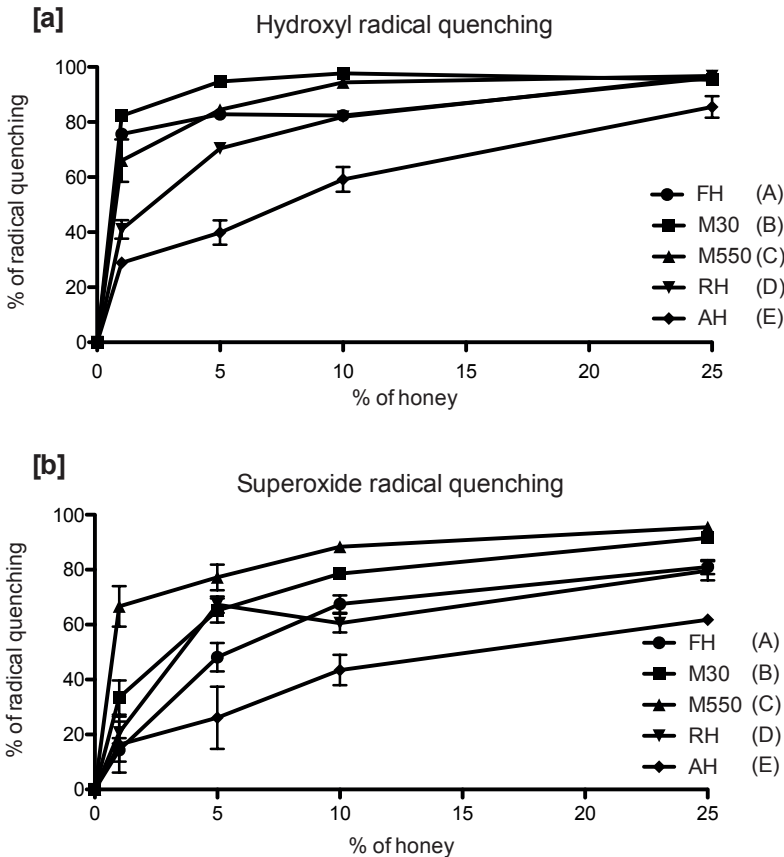 [a]
Hydroxyl radical quenching
% of radical quenching
100
80
60
40
20
0
0 5 10 15 20 25
% of honey
FH (A)
M30 (B)
M550 (C)
RH (D)
AH (E)
[b]
Superoxide radical quenching
% of radical quenching
100
80
60
40
20
0
0 5 10 15 20 25
% of honey
FH (A)
M30 (B)
M550 (C)
RH (D)
AH (E)